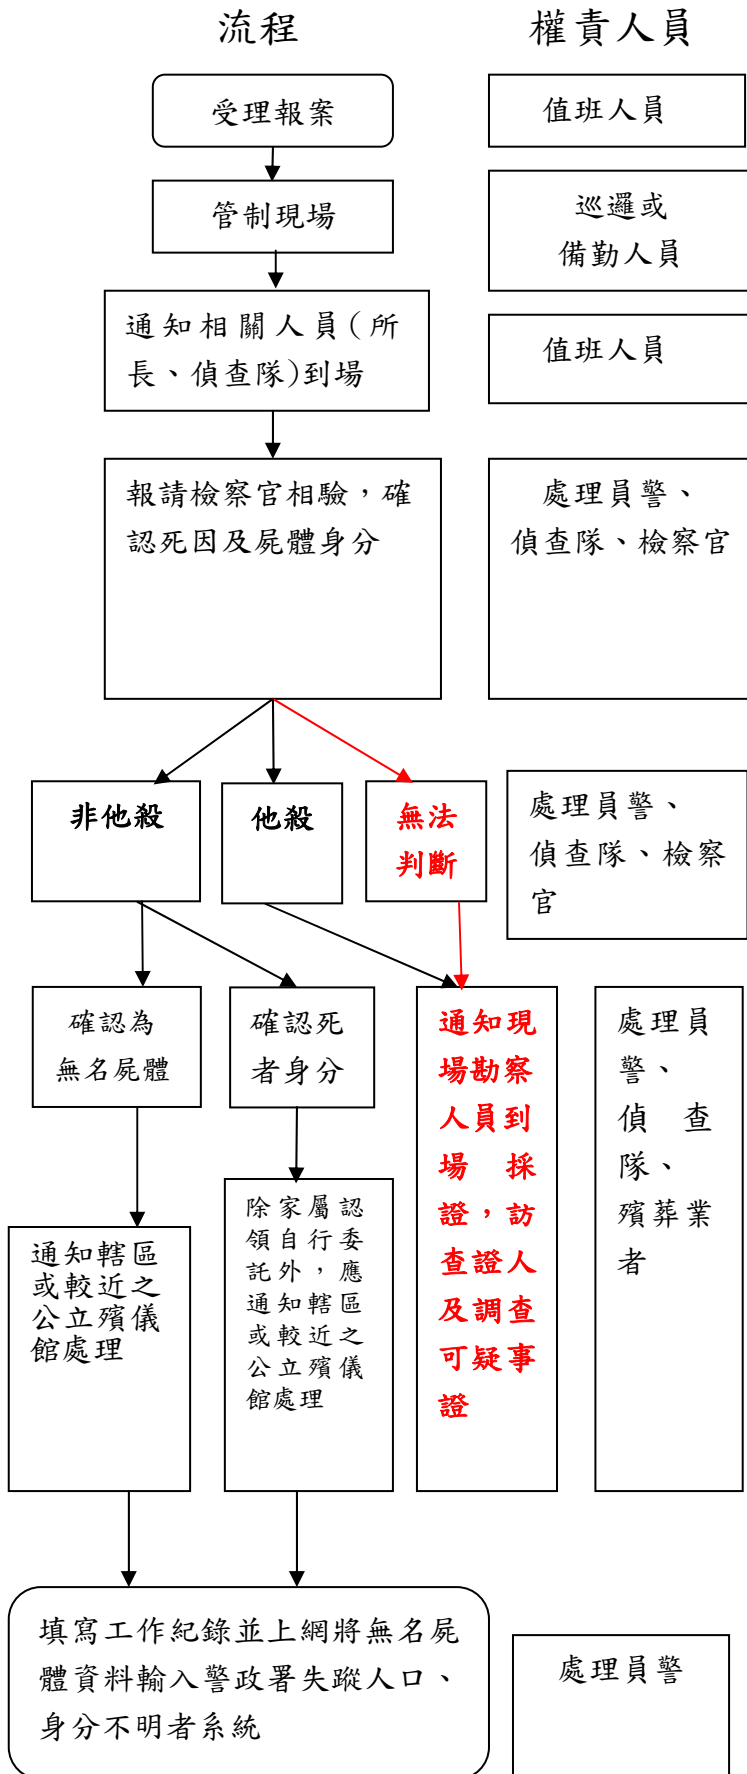 流程
權責人員
受理報案
值班人員
管制現場
巡邏或
備勤人員
通知相關人員(所
長、偵查隊)到場
值班人員
報請檢察官相驗，確
認死因及屍體身分
處理員警、
偵查隊、檢察官
非他殺
他殺
無法
判斷
處理員警、
偵查隊、檢察
官
確認為
無名屍體
確認死
者身分
通知現
場勘察
人員到
場採
證，訪
查證人
及調查
可疑事
證
處理員
警、
偵查
隊、
殯葬業
者
通知轄區
或較近之
公立殯儀
館處理
除家屬認
領自行委
託外，應
通知轄區
或較近之
公立殯儀
館處理
填寫工作紀錄並上網將無名屍
體資料輸入警政署失蹤人口、
身分不明者系統
處理員警